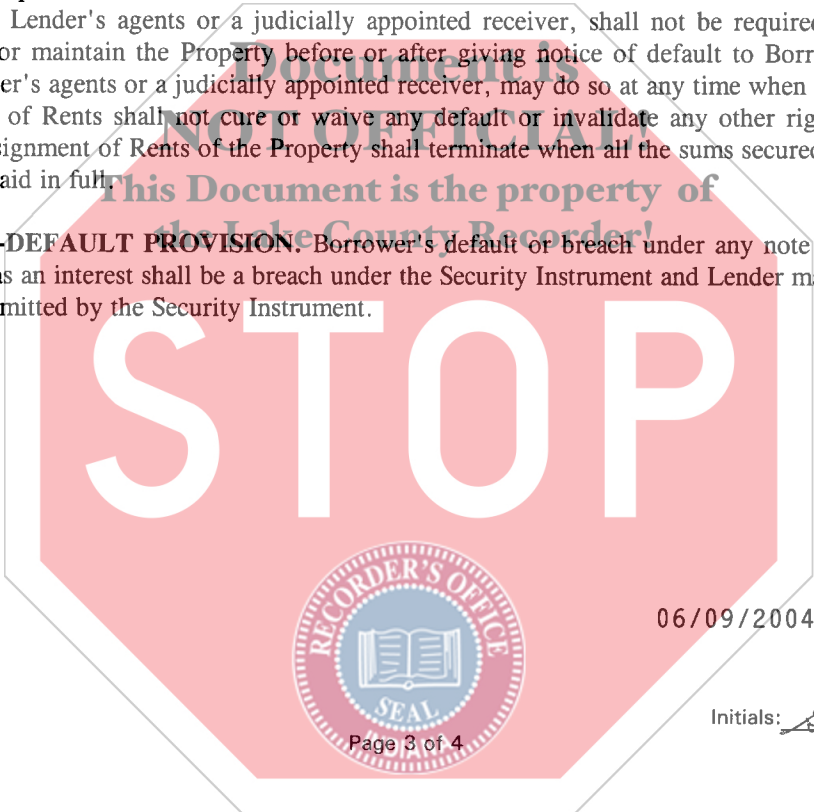 Lender's agents or a judicially appointed receiver, shall not be required
or maintain the Property before or after giving notice of default to Borr
er's agents or a judicially appointed receiver, may do so at any time when
of Rents shall not cure or waive any default or invalidate any other rig
signment of Rents of the Property shall terminate when all the sums secured
aid in full.
-DEFAULT PROVISION. Borrower's default or breach under any note
as an interest shall be a breach under the Security Instrument and Lender ma
mitted by the Security Instrument.
Document is
NOT OFFICIAL!
This Document is the property of
the Lake County Recorder!
STOP
RECORDER'S OFFICE
SEAL
INDIANA
06/09/2004
Initials:
Page 3 of 4